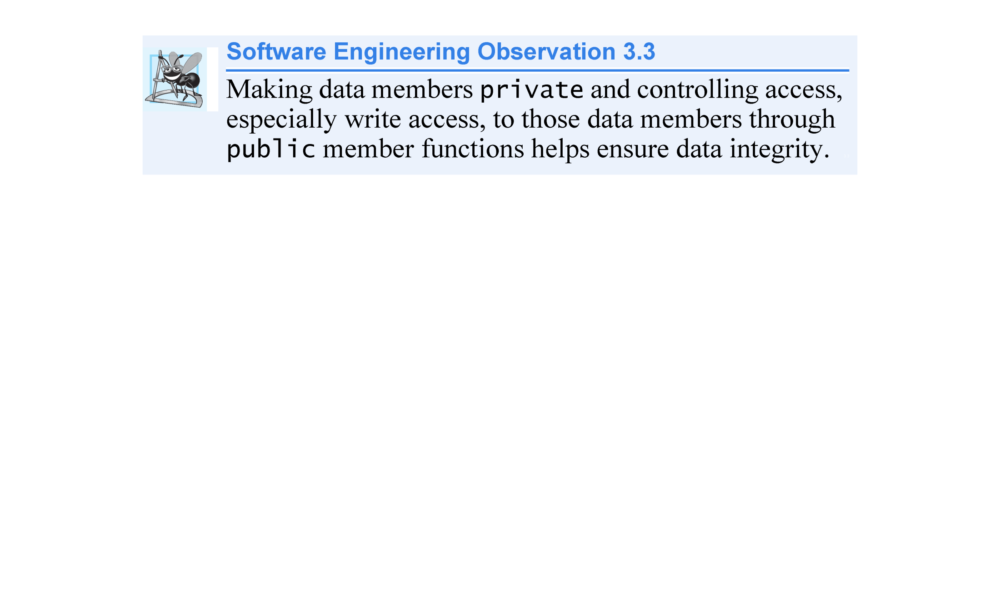 Software Engineering Observation 3.3
Making data members private and controlling access,
especially write access, to those data members through
public member functions helps ensure data integrity.